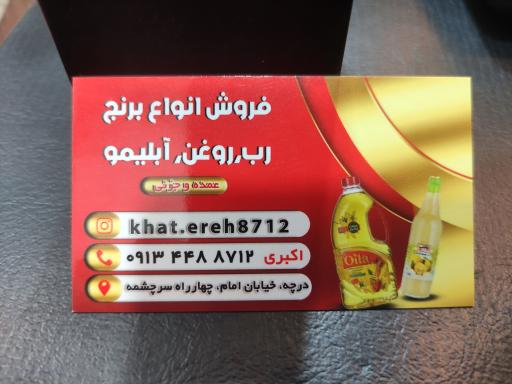 فروش انواع برنج
رب،روغن، آبلیمو
عمده و جزئی
khat.ereh8712
اکبری ۰۹۱۳ ۴۴۸ ۸۷۱۲
درچه، خیابان امام، چهارراه سرچشمه
Oila